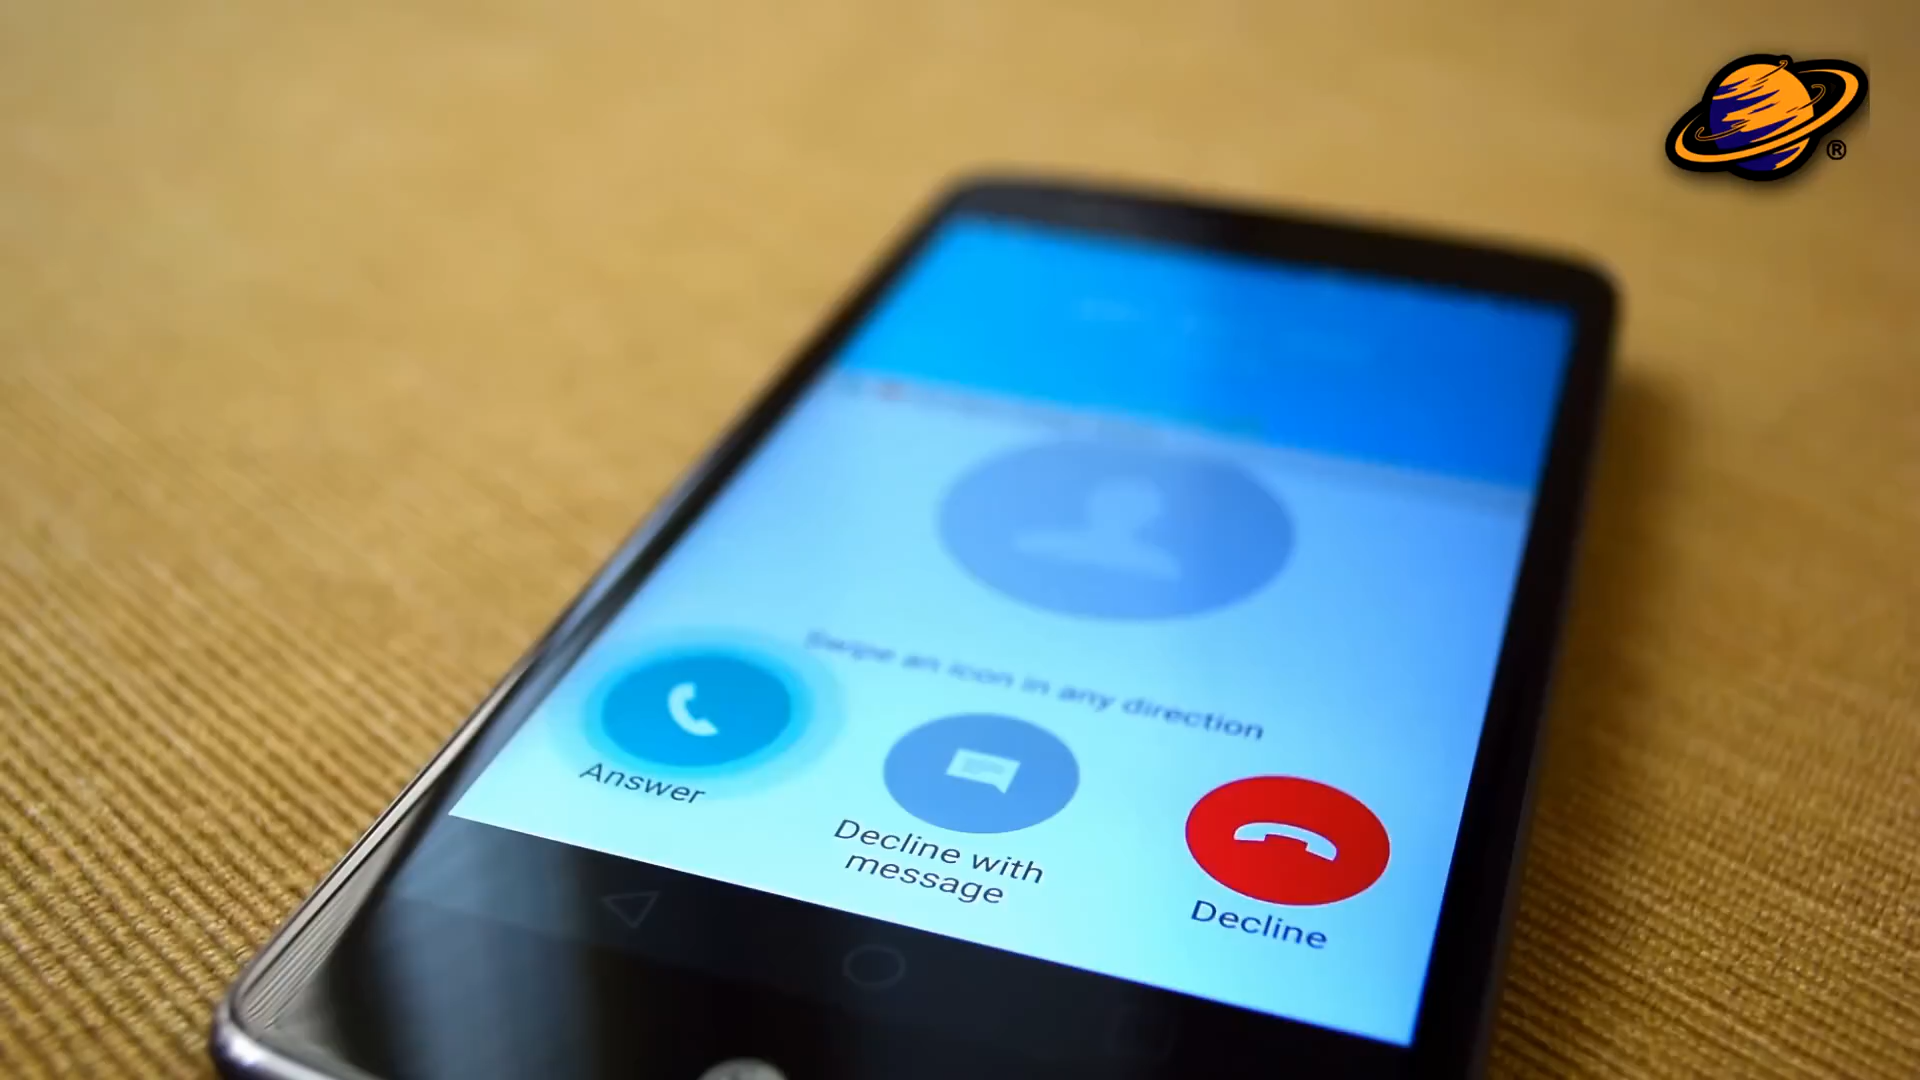 Swipe an icon in any direction
Answer
Decline with
message
Decline
®